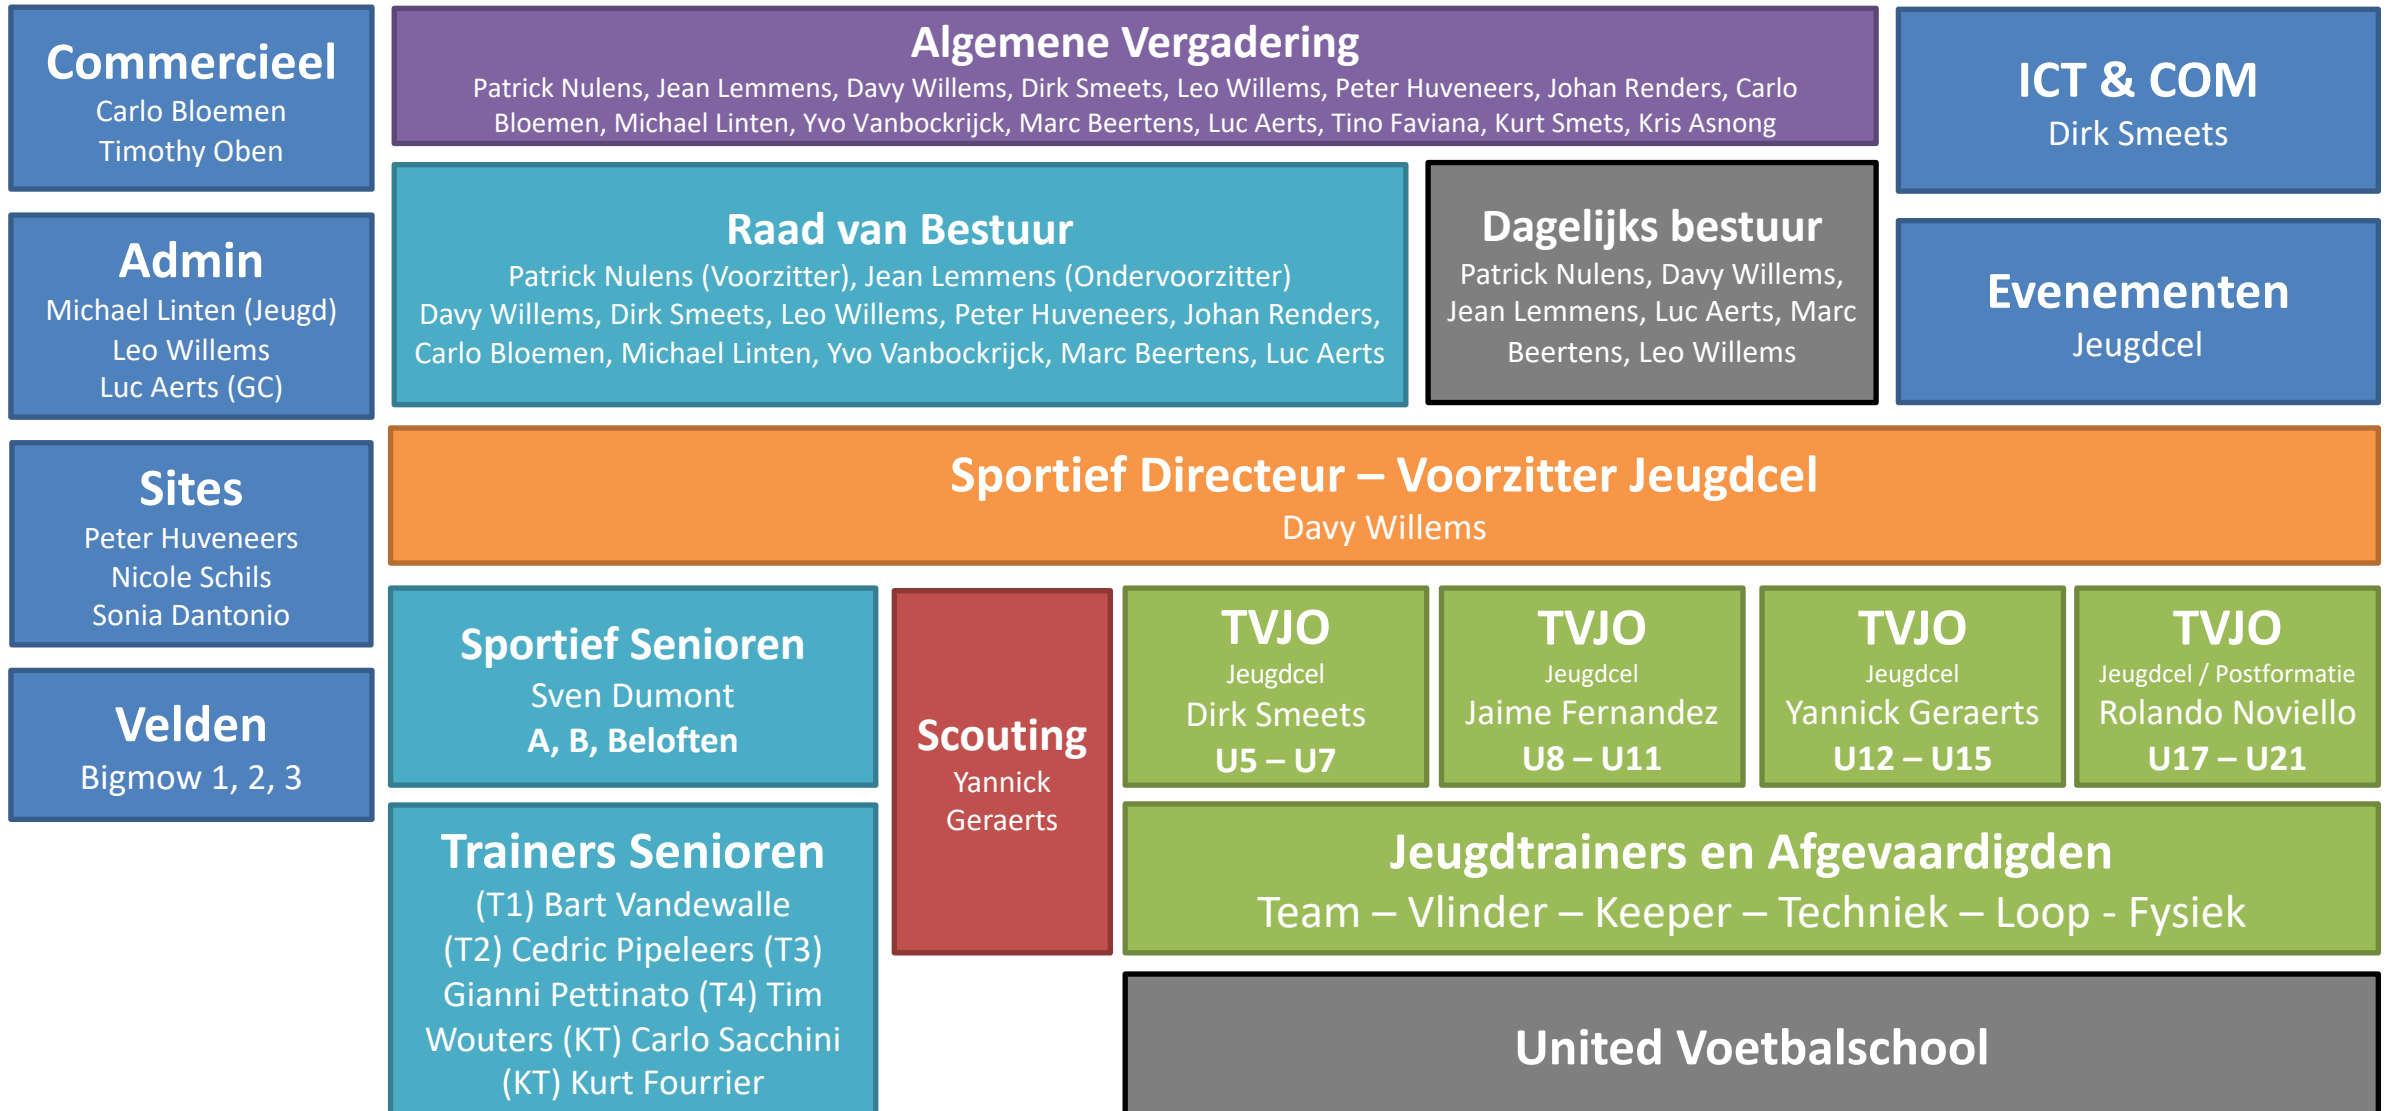 Commercieel
Carlo Bloemen
Timothy Oben
Algemene Vergadering
Patrick Nulens, Jean Lemmens, Davy Willems, Dirk Smeets, Leo Willems, Peter Huveneers, Johan Renders, Carlo
Bloemen, Michael Linten, Yvo Vanbockrijck, Marc Beertens, Luc Aerts, Tino Faviana, Kurt Smets, Kris Asnong
ICT & COM
Dirk Smeets
Admin
Michael Linten (Jeugd)
Leo Willems
Luc Aerts (GC)
Raad van Bestuur
Patrick Nulens (Voorzitter), Jean Lemmens (Ondervoorzitter)
Davy Willems, Dirk Smeets, Leo Willems, Peter Huveneers, Johan Renders,
Carlo Bloemen, Michael Linten, Yvo Vanbockrijck, Marc Beertens, Luc Aerts
Dagelijks bestuur
Patrick Nulens, Davy Willems,
Jean Lemmens, Luc Aerts, Marc
Beertens, Leo Willems
Evenementen
Jeugdcel
Sites
Peter Huveneers
Nicole Schils
Sonia Dantonio
Sportief Directeur – Voorzitter Jeugdcel
Davy Willems
Velden
Bigmow 1, 2, 3
Sportief Senioren
Sven Dumont
A, B, Beloften
Scouting
Yannick
Geraerts
TVJO
Jeugdcel
Dirk Smeets
U5 – U7
TVJO
Jeugdcel
Jaime Fernandez
U8 – U11
TVJO
Jeugdcel
Yannick Geraerts
U12 – U15
TVJO
Jeugdcel / Postformatie
Rolando Noviello
U17 – U21
Trainers Senioren
(T1) Bart Vandewalle
(T2) Cedric Pipeleers (T3)
Gianni Pettinato (T4) Tim
Wouters (KT) Carlo Sacchini
(KT) Kurt Fourrier
Jeugdtrainers en Afgevaardigden
Team – Vlinder – Keeper – Techniek – Loop - Fysiek
United Voetbalschool